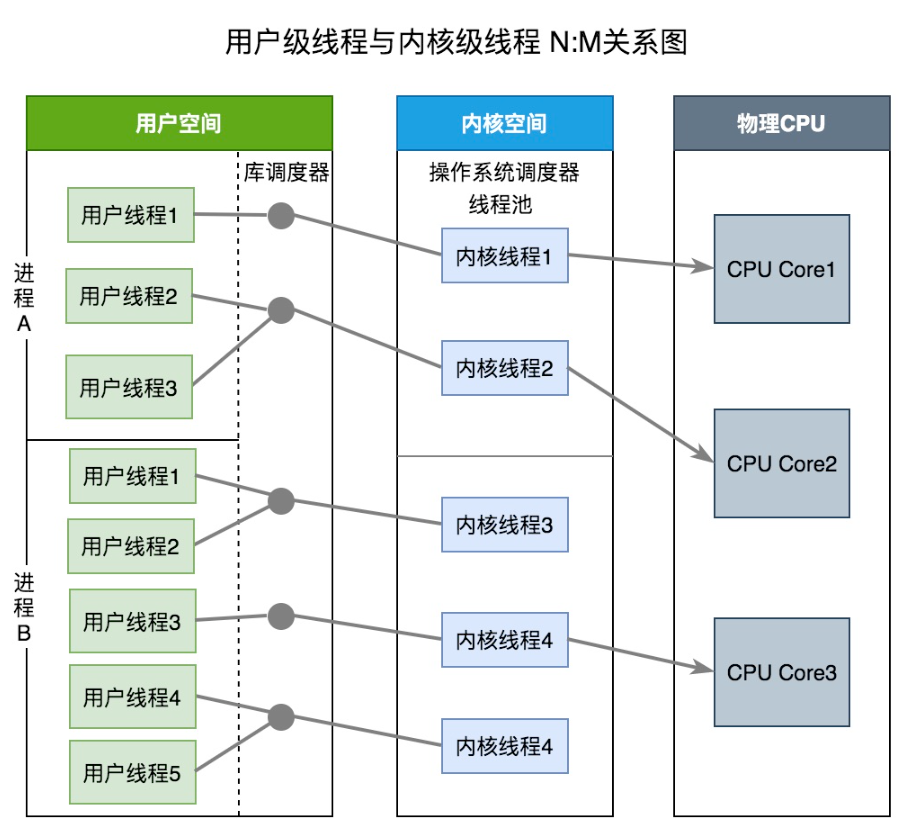 用户级线程与内核级线程 N:M关系图
用户空间
内核空间
物理CPU
库调度器
操作系统调度器
线程池
进程A
用户线程1
用户线程2
用户线程3
进程B
用户线程1
用户线程2
用户线程3
用户线程4
用户线程5
内核线程1
内核线程2
内核线程3
内核线程4
内核线程4
CPU Core1
CPU Core2
CPU Core3